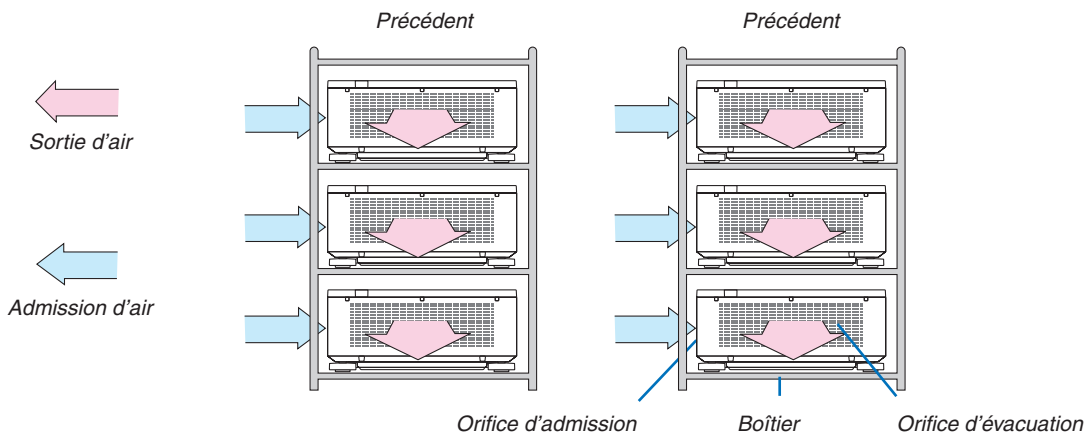 Précédent
Précédent
Sortie d'air
Admission d'air
Orifice d'admission
Boîtier
Orifice d'évacuation